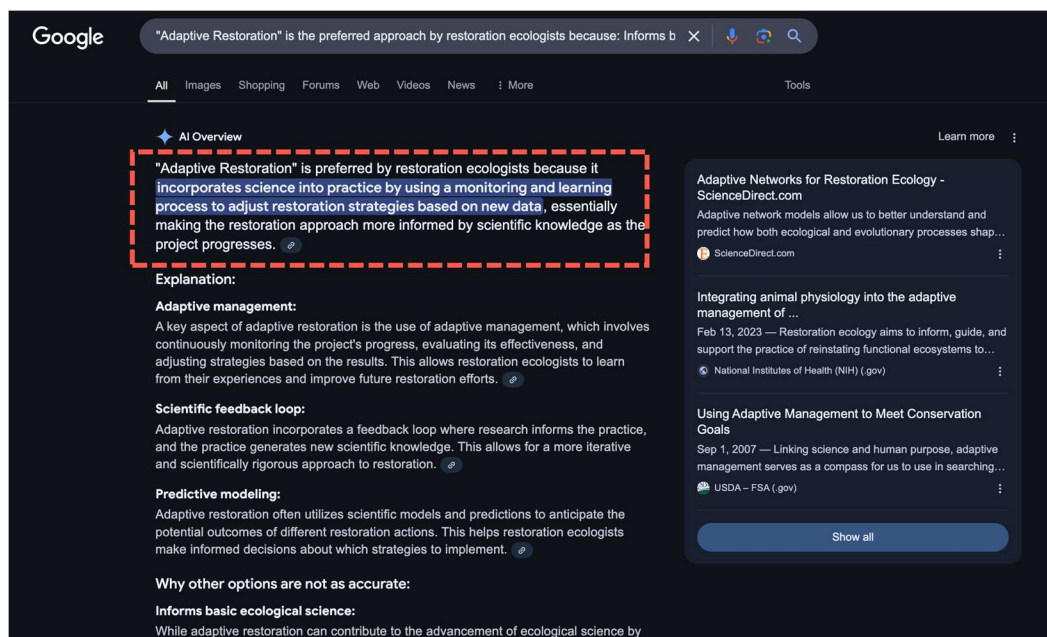 Google
"Adaptive Restoration" is the preferred approach by restoration ecologists because: Informs b
All Images Shopping Forums Web Videos News More
Tools
AI Overview
Learn more
"Adaptive Restoration" is preferred by restoration ecologists because it
incorporates science into practice by using a monitoring and learning
process to adjust restoration strategies based on new data, essentially
making the restoration approach more informed by scientific knowledge as the
project progresses.
Explanation:
Adaptive management:
A key aspect of adaptive restoration is the use of adaptive management, which involves
continuously monitoring the project's progress, evaluating its effectiveness, and
adjusting strategies based on the results. This allows restoration ecologists to learn
from their experiences and improve future restoration efforts.
Scientific feedback loop:
Adaptive restoration incorporates a feedback loop where research informs the practice,
and the practice generates new scientific knowledge. This allows for a more iterative
and scientifically rigorous approach to restoration.
Predictive modeling:
Adaptive restoration often utilizes scientific models and predictions to anticipate the
potential outcomes of different restoration actions. This helps restoration ecologists
make informed decisions about which strategies to implement.
Why other options are not as accurate:
Informs basic ecological science:
While adaptive restoration can contribute to the advancement of ecological science by
Adaptive Networks for Restoration Ecology -
ScienceDirect.com
Adaptive network models allow us to better understand and
predict how both ecological and evolutionary processes shap...
ScienceDirect.com
Integrating animal physiology into the adaptive
management of ...
Feb 13, 2023 — Restoration ecology aims to inform, guide, and
support the practice of reinstating functional ecosystems to...
National Institutes of Health (NIH) (.gov)
Using Adaptive Management to Meet Conservation
Goals
Sep 1, 2007 — Linking science and human purpose, adaptive
management serves as a compass for us to use in searching...
USDA – FSA (.gov)
Show all